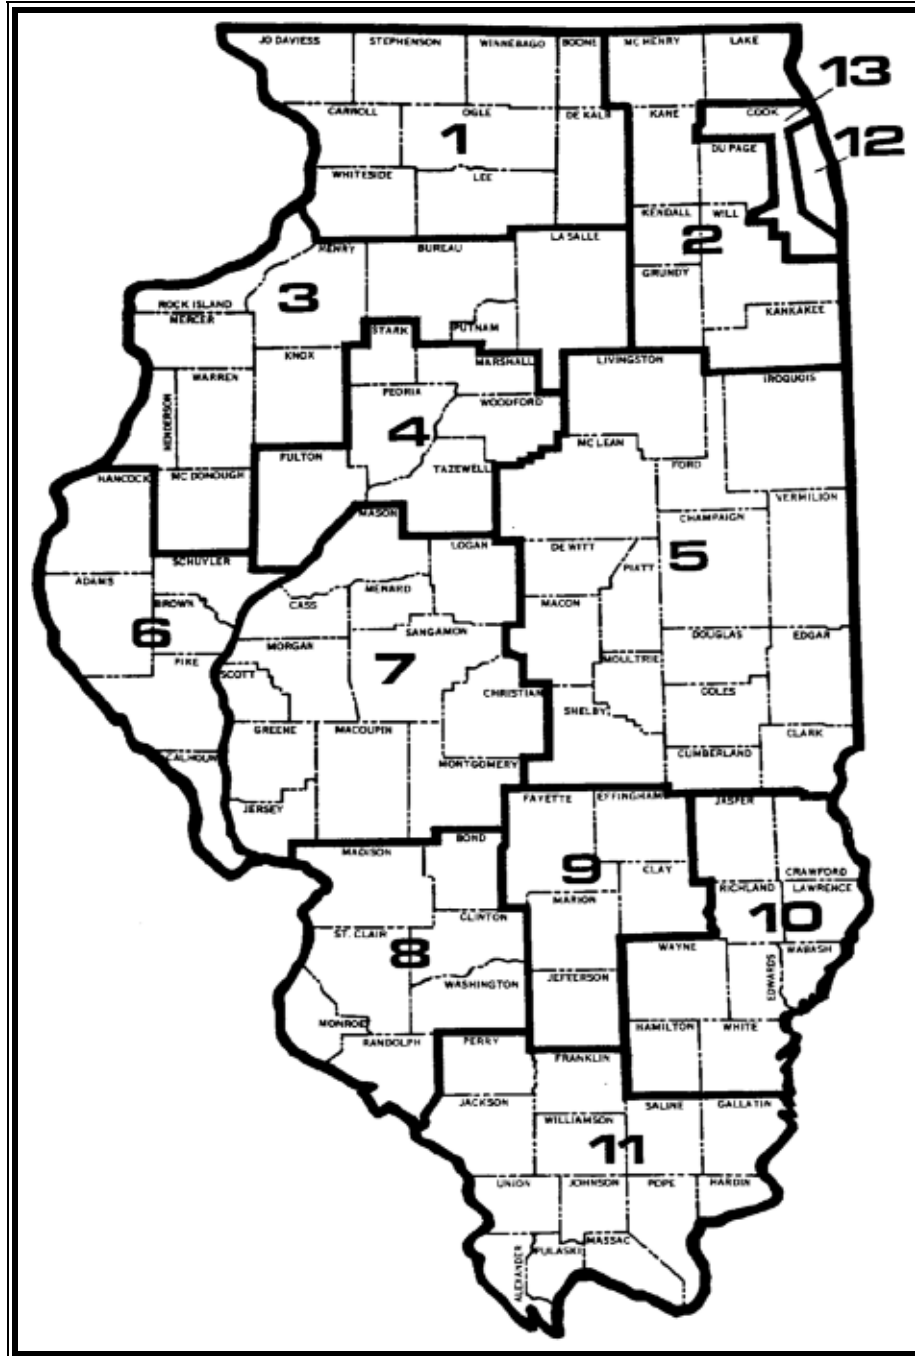 JO DAVIESS STEPHENSON WINNEBAGO BOONE MC HENRY LAKE
13
CARROLL OGLE DE KALB KANE COOK
1
12
WHITESIDE LEE DU PAGE
KENDALL WILL
2
HENRY BUREAU LA SALLE
GRUNDY
3
ROCK ISLAND
MERCER STARK PUTNAM KANKAKEE
KNOX MARSHALL LIVINGSTON
WARREN PEORIA WOODFORD IROQUOIS
HENDERSON
4
MC LEAN
FULTON TAZEWELL FORD
HANCOCK MC DONOUGH
MASON VERMILION
CHAMPAIGN
LOGAN DE WITT
5
SCHUYLER PIATT
ADAMS MENARD
BROWN CASS MACON
6
SANGAMON DOUGLAS EDGAR
MORGAN
PIKE MOULTRIE
7
SCOTT
CHRISTIAN COLES
SHELBY
GREENE MACOUPIN CLARK
CALHOUN MONTGOMERY CUMBERLAND
JERSEY FAYETTE EFFINGHAM JASPER
BOND
MADISON
9
CLAY CRAWFORD
RICHLAND LAWRENCE
MARION
10
CLINTON
ST. CLAIR WAYNE WABASH
8
EDWARDS
JEFFERSON
WASHINGTON
MONROE HAMILTON WHITE
RANDOLPH PERRY
FRANKLIN
JACKSON SALINE GALLATIN
WILLIAMSON
11
UNION JOHNSON POPE HARDIN
MASSAC
PULASKI
ALEXANDER